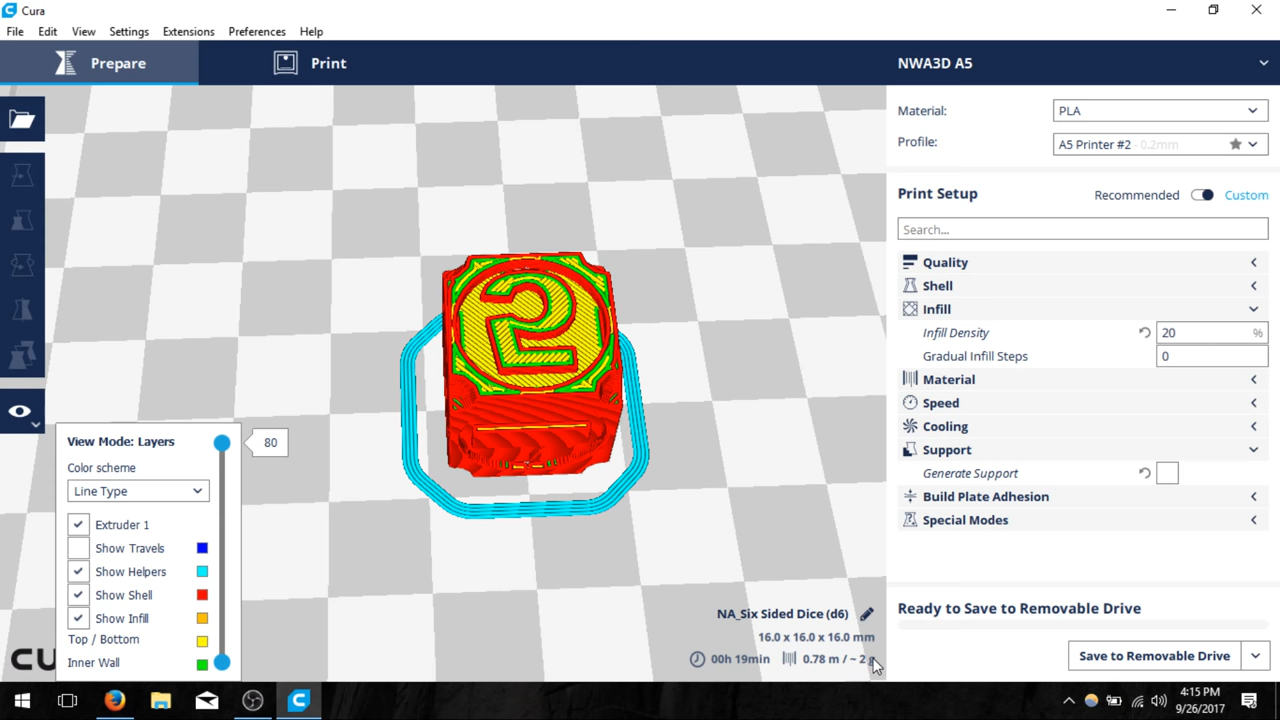 Cura
File Edit View Settings Extensions Preferences Help
Prepare Print NWA3D A5
Material: PLA
Profile: A5 Printer #2 - 0.2mm
Print Setup Recommended Custom
Search...
Quality
Shell
Infill
Infill Density 20 %
Gradual Infill Steps 0
Material
Speed
Cooling
Support
Generate Support
Build Plate Adhesion
Special Modes
2
View Mode: Layers 80
Color scheme
Line Type
Extruder 1
Show Travels
Show Helpers
Show Shell
Show Infill
Top / Bottom
Inner Wall
CU
NA_Six Sided Dice (d6)
16.0 x 16.0 x 16.0 mm
00h 19min 0.78 m / ~ 2 g
Ready to Save to Removable Drive
Save to Removable Drive
4:15 PM
9/26/2017